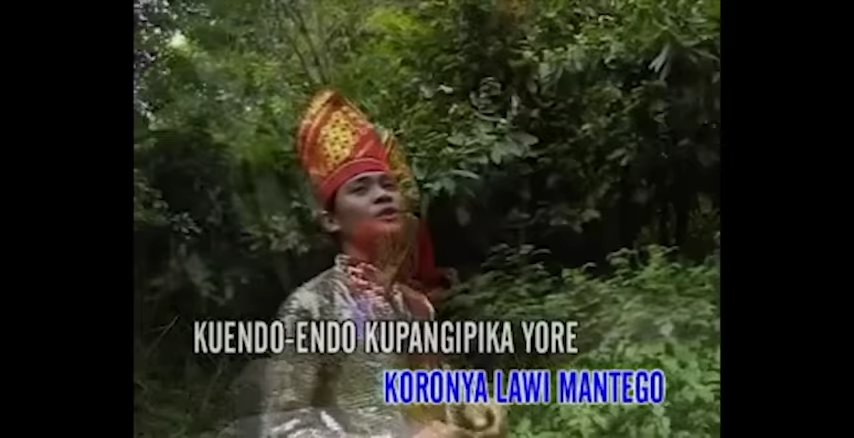 KUENDO-ENDO KUPANGIPIKA YORE
KORONYA LAWI MANTEGO